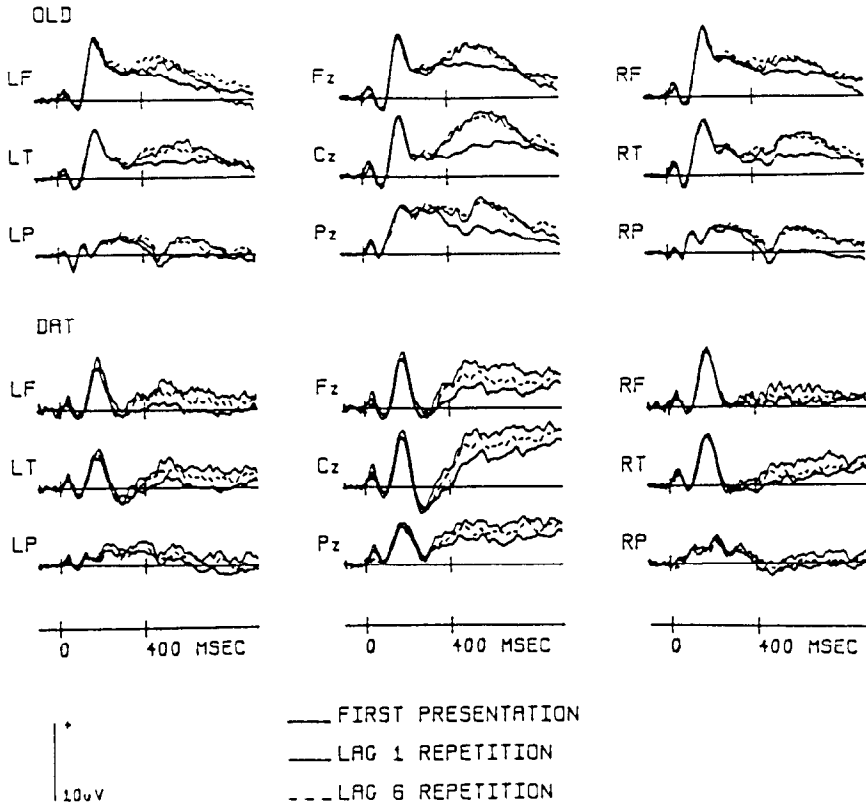 OLD
LF Fz RF
LT Cz RT
LP Pz RP
DAT
LF Fz RF
LT Cz RT
LP Pz RP
0 400 MSEC 0 400 MSEC 0 400 MSEC
+
10uV
FIRST PRESENTATION
LAG 1 REPETITION
LAG 6 REPETITION